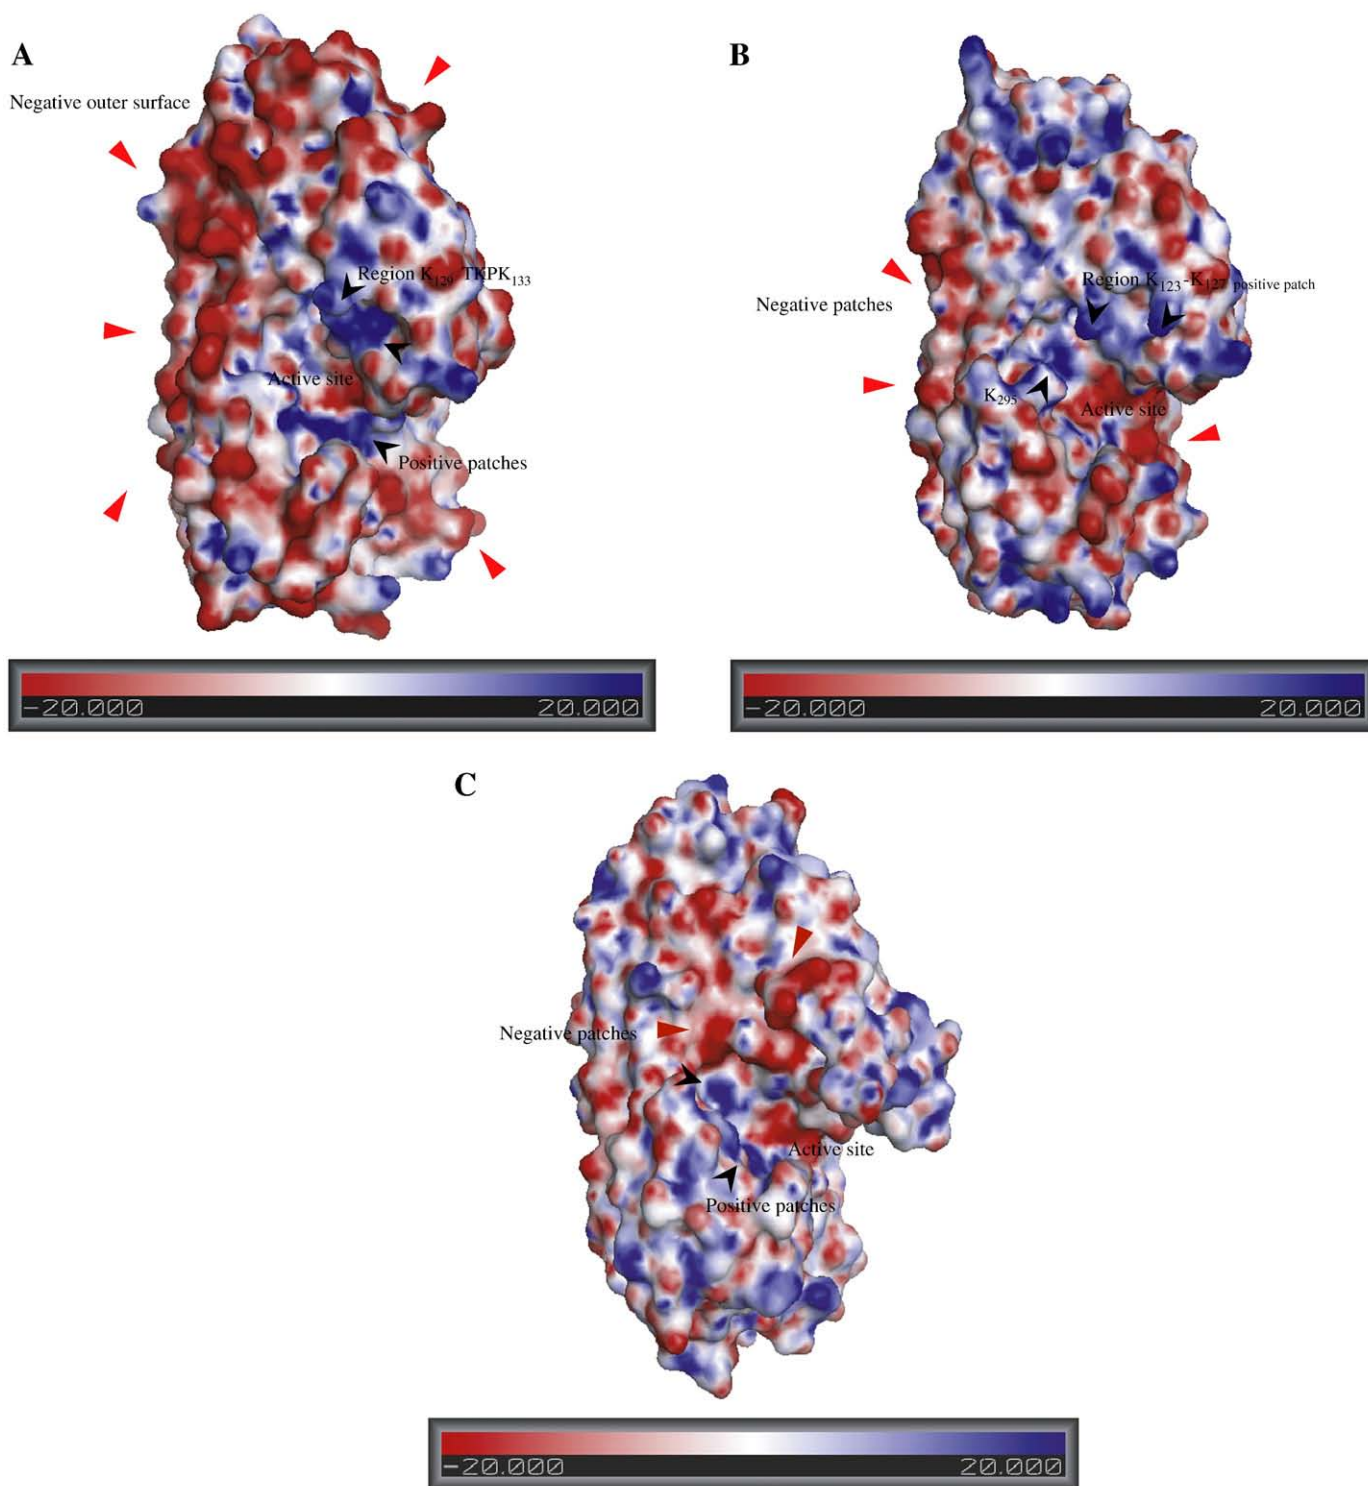 A
Negative outer surface
Region K129 TKPK133
Active site
Positive patches
-20.000 20.000
B
Negative patches
Region K123-K127 positive patch
K295
Active site
-20.000 20.000
C
Negative patches
Active site
Positive patches
-20.000 20.000